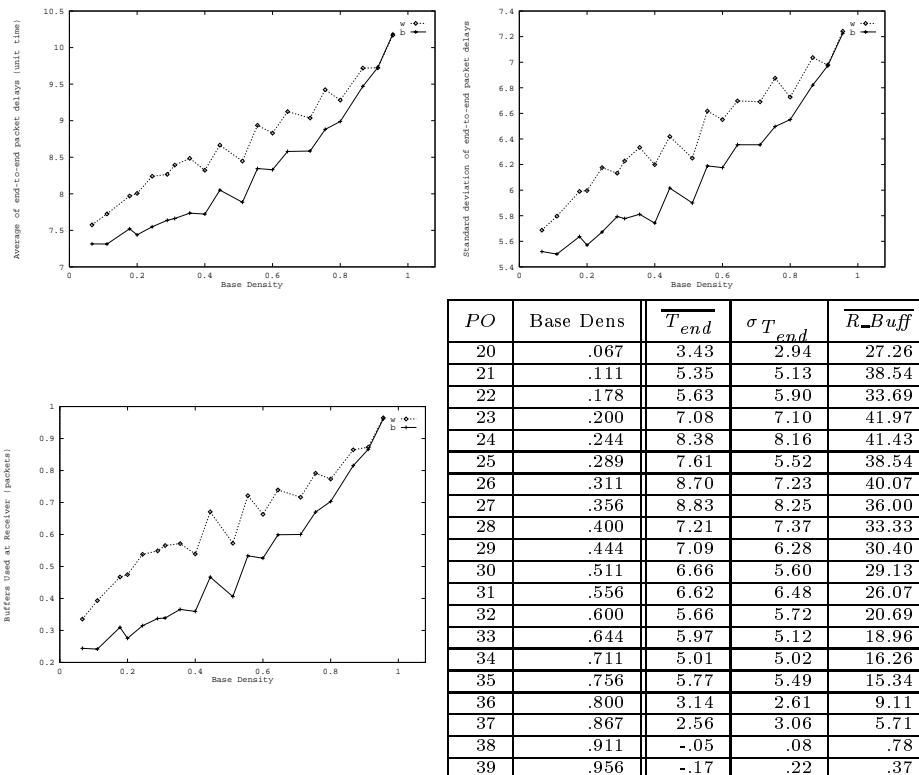 Average of end-to-end packet delays (unit time)
10.5
10
9.5
9
8.5
8
7.5
7
0 0.2 0.4 0.6 0.8 1
Base Density
w
b
Standard deviation of end-to-end packet delays
7.4
7.2
7
6.8
6.6
6.4
6.2
6
5.8
5.6
5.4
0 0.2 0.4 0.6 0.8 1
Base Density
w
b
Buffers Used at Receiver (packets)
1
0.9
0.8
0.7
0.6
0.5
0.4
0.3
0.2
0 0.2 0.4 0.6 0.8 1
Base Density
w
b
PO Base Dens T_end σ T_end R_Buff
20 .067 3.43 2.94 27.26
21 .111 5.35 5.13 38.54
22 .178 5.63 5.90 33.69
23 .200 7.08 7.10 41.97
24 .244 8.38 8.16 41.43
25 .289 7.61 5.52 38.54
26 .311 8.70 7.23 40.07
27 .356 8.83 8.25 36.00
28 .400 7.21 7.37 33.33
29 .444 7.09 6.28 30.40
30 .511 6.66 5.60 29.13
31 .556 6.62 6.48 26.07
32 .600 5.66 5.72 20.69
33 .644 5.97 5.12 18.96
34 .711 5.01 5.02 16.26
35 .756 5.77 5.49 15.34
36 .800 3.14 2.61 9.11
37 .867 2.56 3.06 5.71
38 .911 -.05 .08 .78
39 .956 -.17 .22 .37